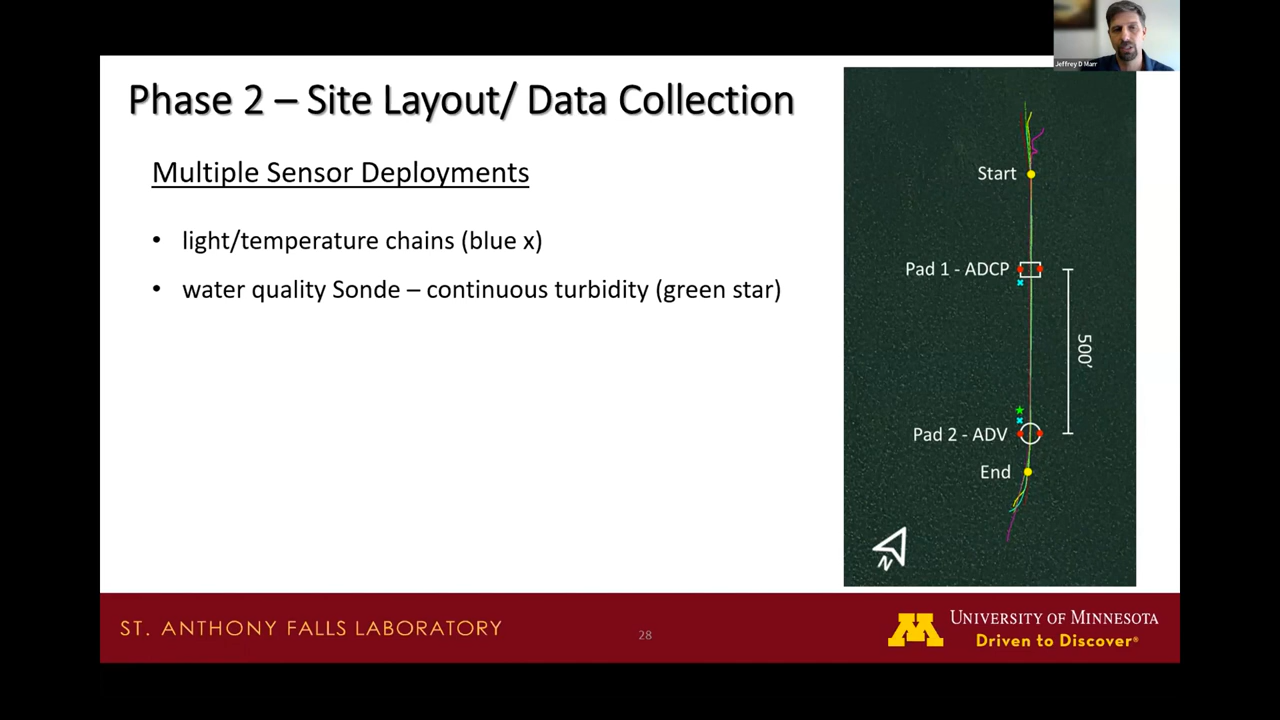 Jeffrey D Marr
Phase 2 – Site Layout/ Data Collection
Multiple Sensor Deployments
• light/temperature chains (blue x)
• water quality Sonde – continuous turbidity (green star)
Start
Pad 1 - ADCP
500'
Pad 2 - ADV
End
N
ST. ANTHONY FALLS LABORATORY
28
M
UNIVERSITY OF MINNESOTA
Driven to Discover®